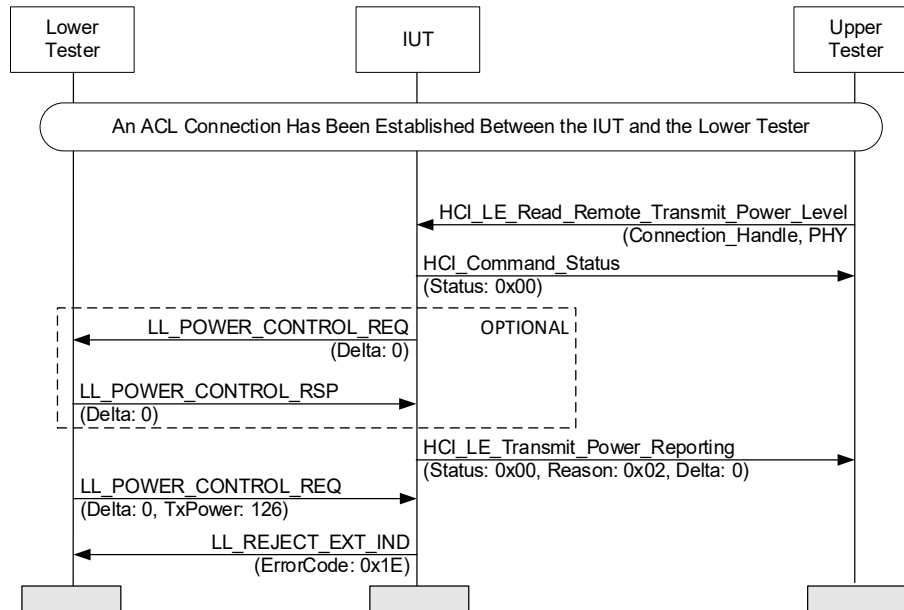 Lower
Tester
IUT
Upper
Tester
An ACL Connection Has Been Established Between the IUT and the Lower Tester
HCI_LE_Read_Remote_Transmit_Power_Level
(Connection_Handle, PHY
HCI_Command_Status
(Status: 0x00)
OPTIONAL
LL_POWER_CONTROL_REQ
(Delta: 0)
LL_POWER_CONTROL_RSP
(Delta: 0)
HCI_LE_Transmit_Power_Reporting
(Status: 0x00, Reason: 0x02, Delta: 0)
LL_POWER_CONTROL_REQ
(Delta: 0, TxPower: 126)
LL_REJECT_EXT_IND
(ErrorCode: 0x1E)